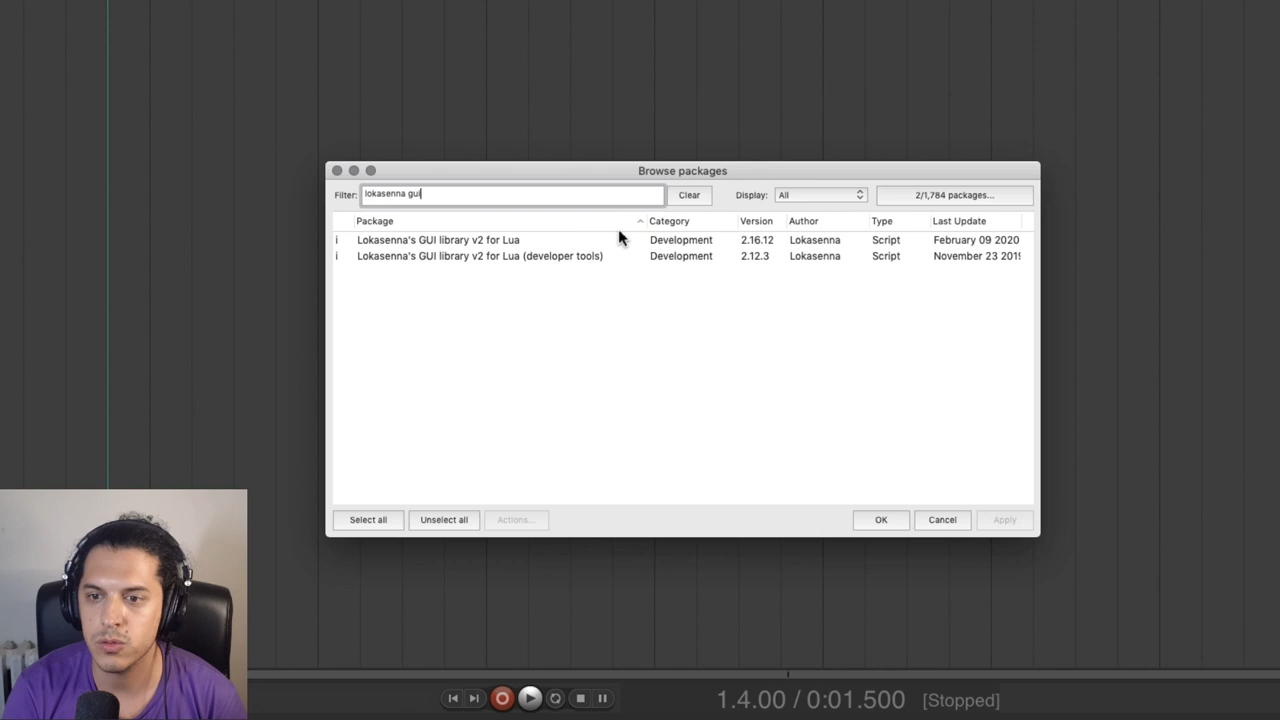 Browse packages
Filter: lokasenna gui Clear Display: All 2/1,784 packages...
Package Category Version Author Type Last Update
i Lokasenna's GUI library v2 for Lua Development 2.16.12 Lokasenna Script February 09 2020
i Lokasenna's GUI library v2 for Lua (developer tools) Development 2.12.3 Lokasenna Script November 23 2019
Select all Unselect all Actions... OK Cancel Apply
1.4.00 / 0:01.500 [Stopped]